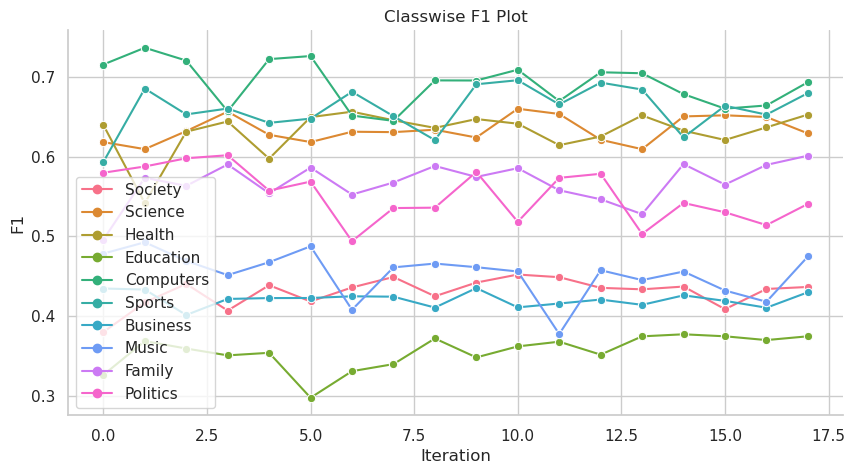 Classwise F1 Plot
0.7
0.6
0.5
0.4
0.3
F1
Society
Science
Health
Education
Computers
Sports
Business
Music
Family
Politics
0.0 2.5 5.0 7.5 10.0 12.5 15.0 17.5
Iteration